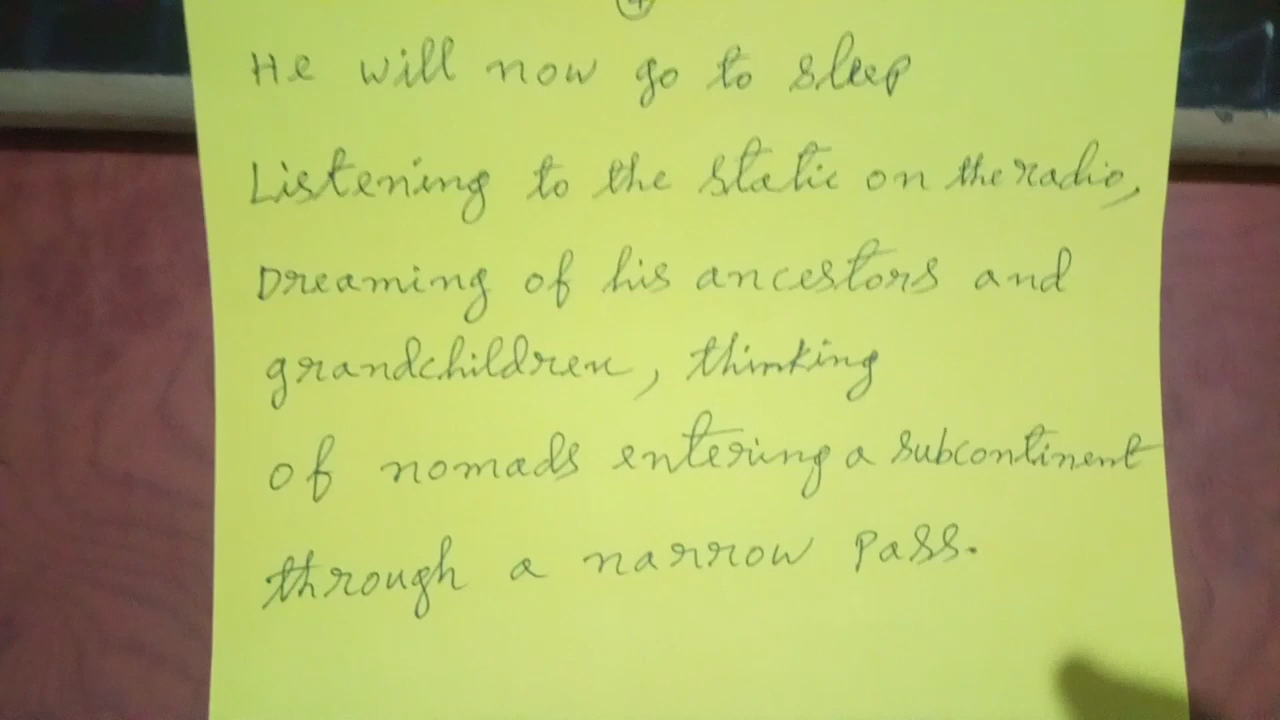 He will now go to sleep
Listening to the static on the radio,
Dreaming of his ancestors and
grandchildren, thinking
of nomads entering a subcontinent
through a narrow pass.